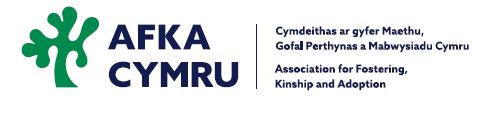 AFKA
CYMRU
Cymdeithas ar gyfer Maethu,
Gofal Perthynas a Mabwysiadu Cymru
Association for Fostering,
Kinship and Adoption